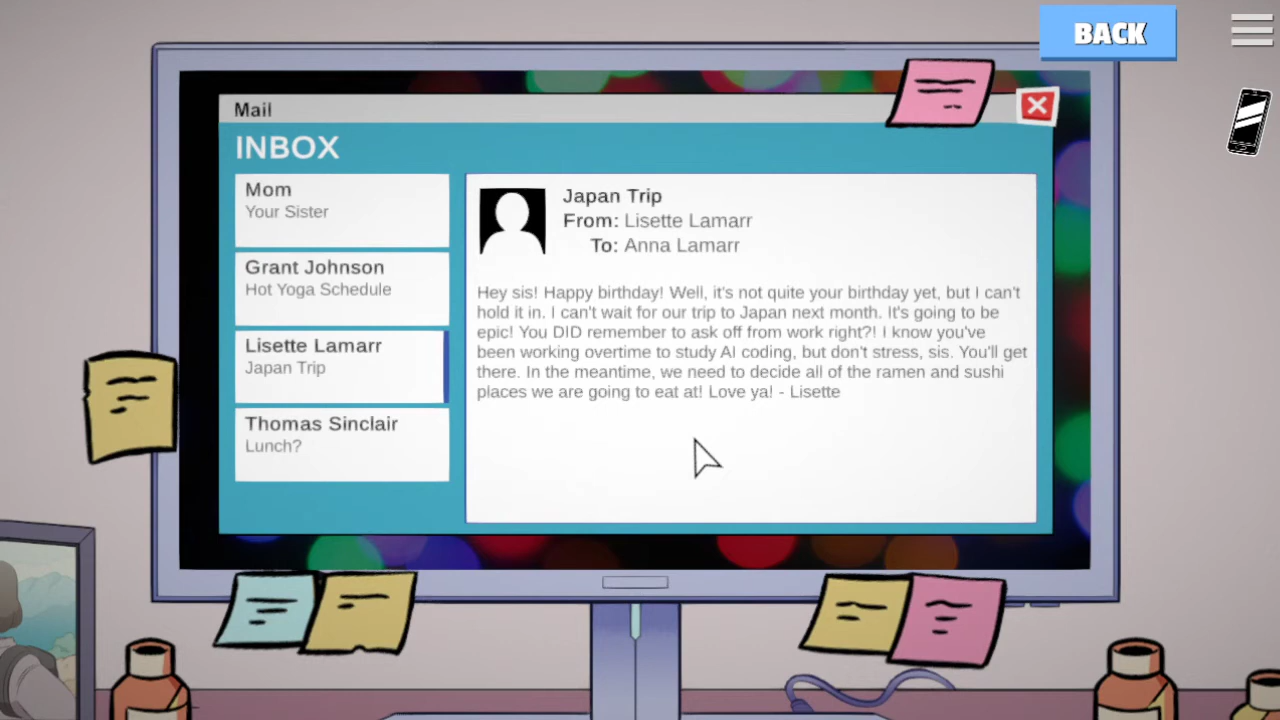 BACK
Mail
INBOX
Mom
Your Sister
Grant Johnson
Hot Yoga Schedule
Lisette Lamarr
Japan Trip
Thomas Sinclair
Lunch?
Japan Trip
From: Lisette Lamarr
To: Anna Lamarr
Hey sis! Happy birthday! Well, it's not quite your birthday yet, but I can't
hold it in. I can't wait for our trip to Japan next month. It's going to be
epic! You DID remember to ask off from work right?! I know you've
been working overtime to study AI coding, but don't stress, sis. You'll get
there. In the meantime, we need to decide all of the ramen and sushi
places we are going to eat at! Love ya! - Lisette